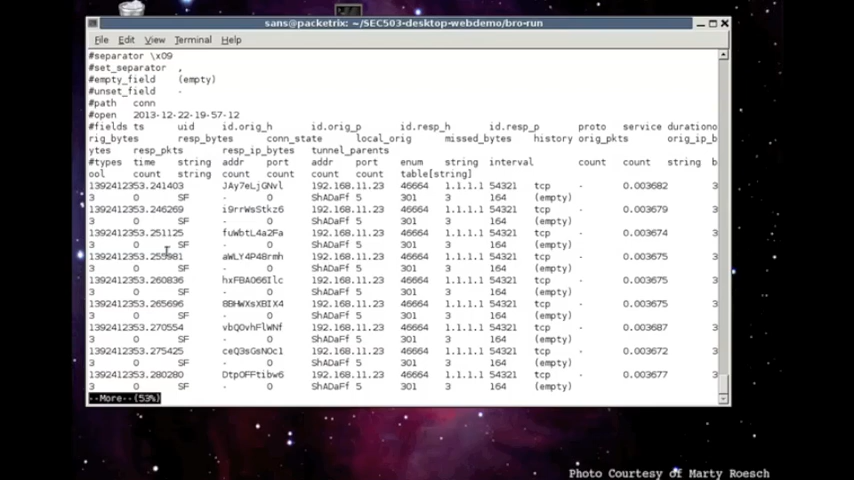 sans@packetrix: ~/SEC503-desktop-webdemo/bro-run
File Edit View Terminal Help
#separator \x09
#set_separator ,
#empty_field (empty)
#unset_field -
#path conn
#open 2013-12-22-19-57-12
#fields ts uid id.orig_h id.orig_p id.resp_h id.resp_p proto service duration o
rig_bytes resp_bytes conn_state local_orig missed_bytes history orig_pkts orig_ip_b
ytes resp_pkts resp_ip_bytes tunnel_parents
#types time string addr port addr port enum string interval count count string b
ool count string count count count count table[string]
1392412353.241403 JAy7eLjGNvl 192.168.11.23 46664 1.1.1.1 54321 tcp - 0.003682 3
3 0 SF - 0 ShADaFf 5 301 3 164 (empty)
1392412353.246269 i9rrWsStkz6 192.168.11.23 46664 1.1.1.1 54321 tcp - 0.003679 3
3 0 SF - 0 ShADaFf 5 301 3 164 (empty)
1392412353.251125 fuWbtL4a2Fa 192.168.11.23 46664 1.1.1.1 54321 tcp - 0.003674 3
3 0 SF - 0 ShADaFf 5 301 3 164 (empty)
1392412353.255981 aWLY4P48rmh 192.168.11.23 46664 1.1.1.1 54321 tcp - 0.003675 3
3 0 SF - 0 ShADaFf 5 301 3 164 (empty)
1392412353.260836 hxFBAO66Ilc 192.168.11.23 46664 1.1.1.1 54321 tcp - 0.003675 3
3 0 SF - 0 ShADaFf 5 301 3 164 (empty)
1392412353.265696 8BHWXsXBIX4 192.168.11.23 46664 1.1.1.1 54321 tcp - 0.003675 3
3 0 SF - 0 ShADaFf 5 301 3 164 (empty)
1392412353.270554 vbQOvhFlWNf 192.168.11.23 46664 1.1.1.1 54321 tcp - 0.003687 3
3 0 SF - 0 ShADaFf 5 301 3 164 (empty)
1392412353.275425 ceQ3sGsNOc1 192.168.11.23 46664 1.1.1.1 54321 tcp - 0.003672 3
3 0 SF - 0 ShADaFf 5 301 3 164 (empty)
1392412353.280280 DtpOFFtibw6 192.168.11.23 46664 1.1.1.1 54321 tcp - 0.003677 3
3 0 SF - 0 ShADaFf 5 301 3 164 (empty)
--More--(53%)
Photo Courtesy of Marty Roesch